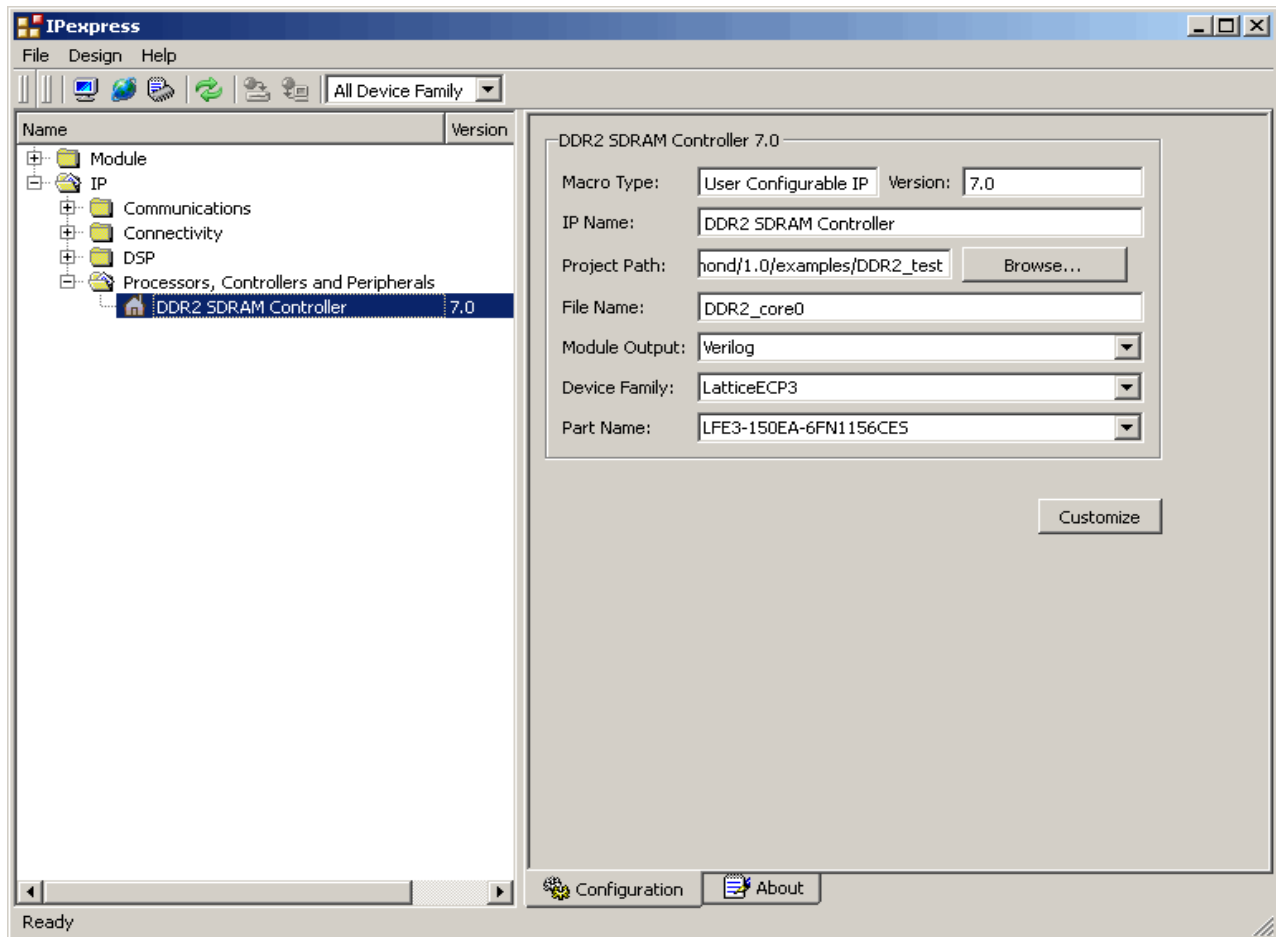 IPexpress
File Design Help
All Device Family
Name Version
Module
IP
Communications
Connectivity
DSP
Processors, Controllers and Peripherals
DDR2 SDRAM Controller 7.0
DDR2 SDRAM Controller 7.0
Macro Type: User Configurable IP Version: 7.0
IP Name: DDR2 SDRAM Controller
Project Path: hond/1.0/examples/DDR2_test Browse...
File Name: DDR2_core0
Module Output: Verilog
Device Family: LatticeECP3
Part Name: LFE3-150EA-6FN1156CES
Customize
Configuration About
Ready